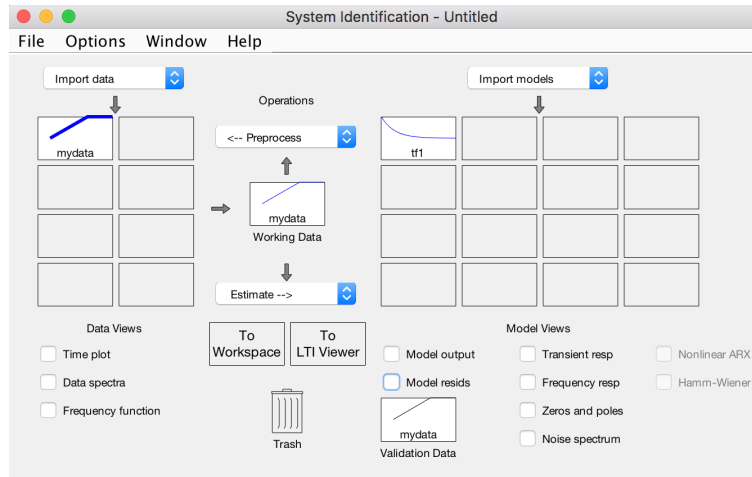 System Identification - Untitled
File Options Window Help
Import data
Import models
Operations
<-- Preprocess
mydata
tf1
mydata
Working Data
Estimate -->
Data Views
To Workspace
To LTI Viewer
Model Views
Time plot
Model output
Transient resp
Nonlinear ARX
Data spectra
Model resids
Frequency resp
Hamm-Wiener
Frequency function
Zeros and poles
mydata
Noise spectrum
Trash
Validation Data